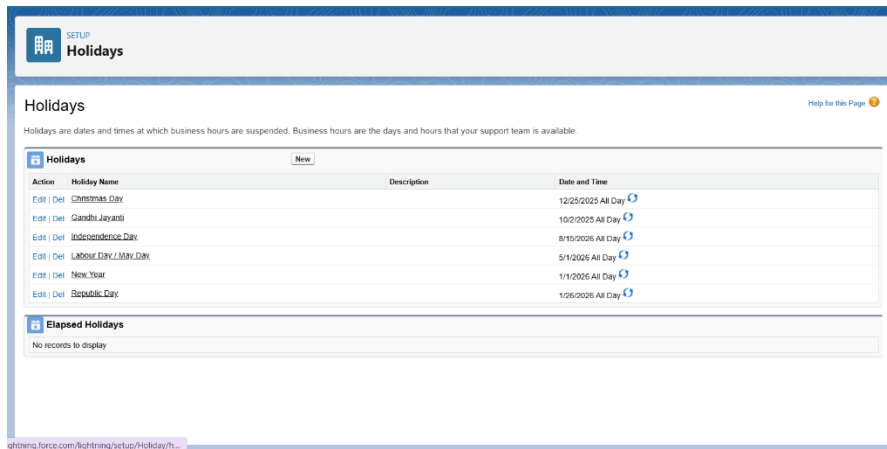 SETUP
Holidays
Holidays
Help for this Page ?
Holidays are dates and times at which business hours are suspended. Business hours are the days and hours that your support team is available.
Holidays New
Action Holiday Name Description Date and Time
Edit | Del Christmas Day 12/25/2025 All Day
Edit | Del Gandhi Jayanti 10/2/2025 All Day
Edit | Del Independence Day 8/15/2026 All Day
Edit | Del Labour Day / May Day 5/1/2026 All Day
Edit | Del New Year 1/1/2026 All Day
Edit | Del Republic Day 1/26/2026 All Day
Elapsed Holidays
No records to display
ghtning.force.com/lightning/setup/Holiday/h...